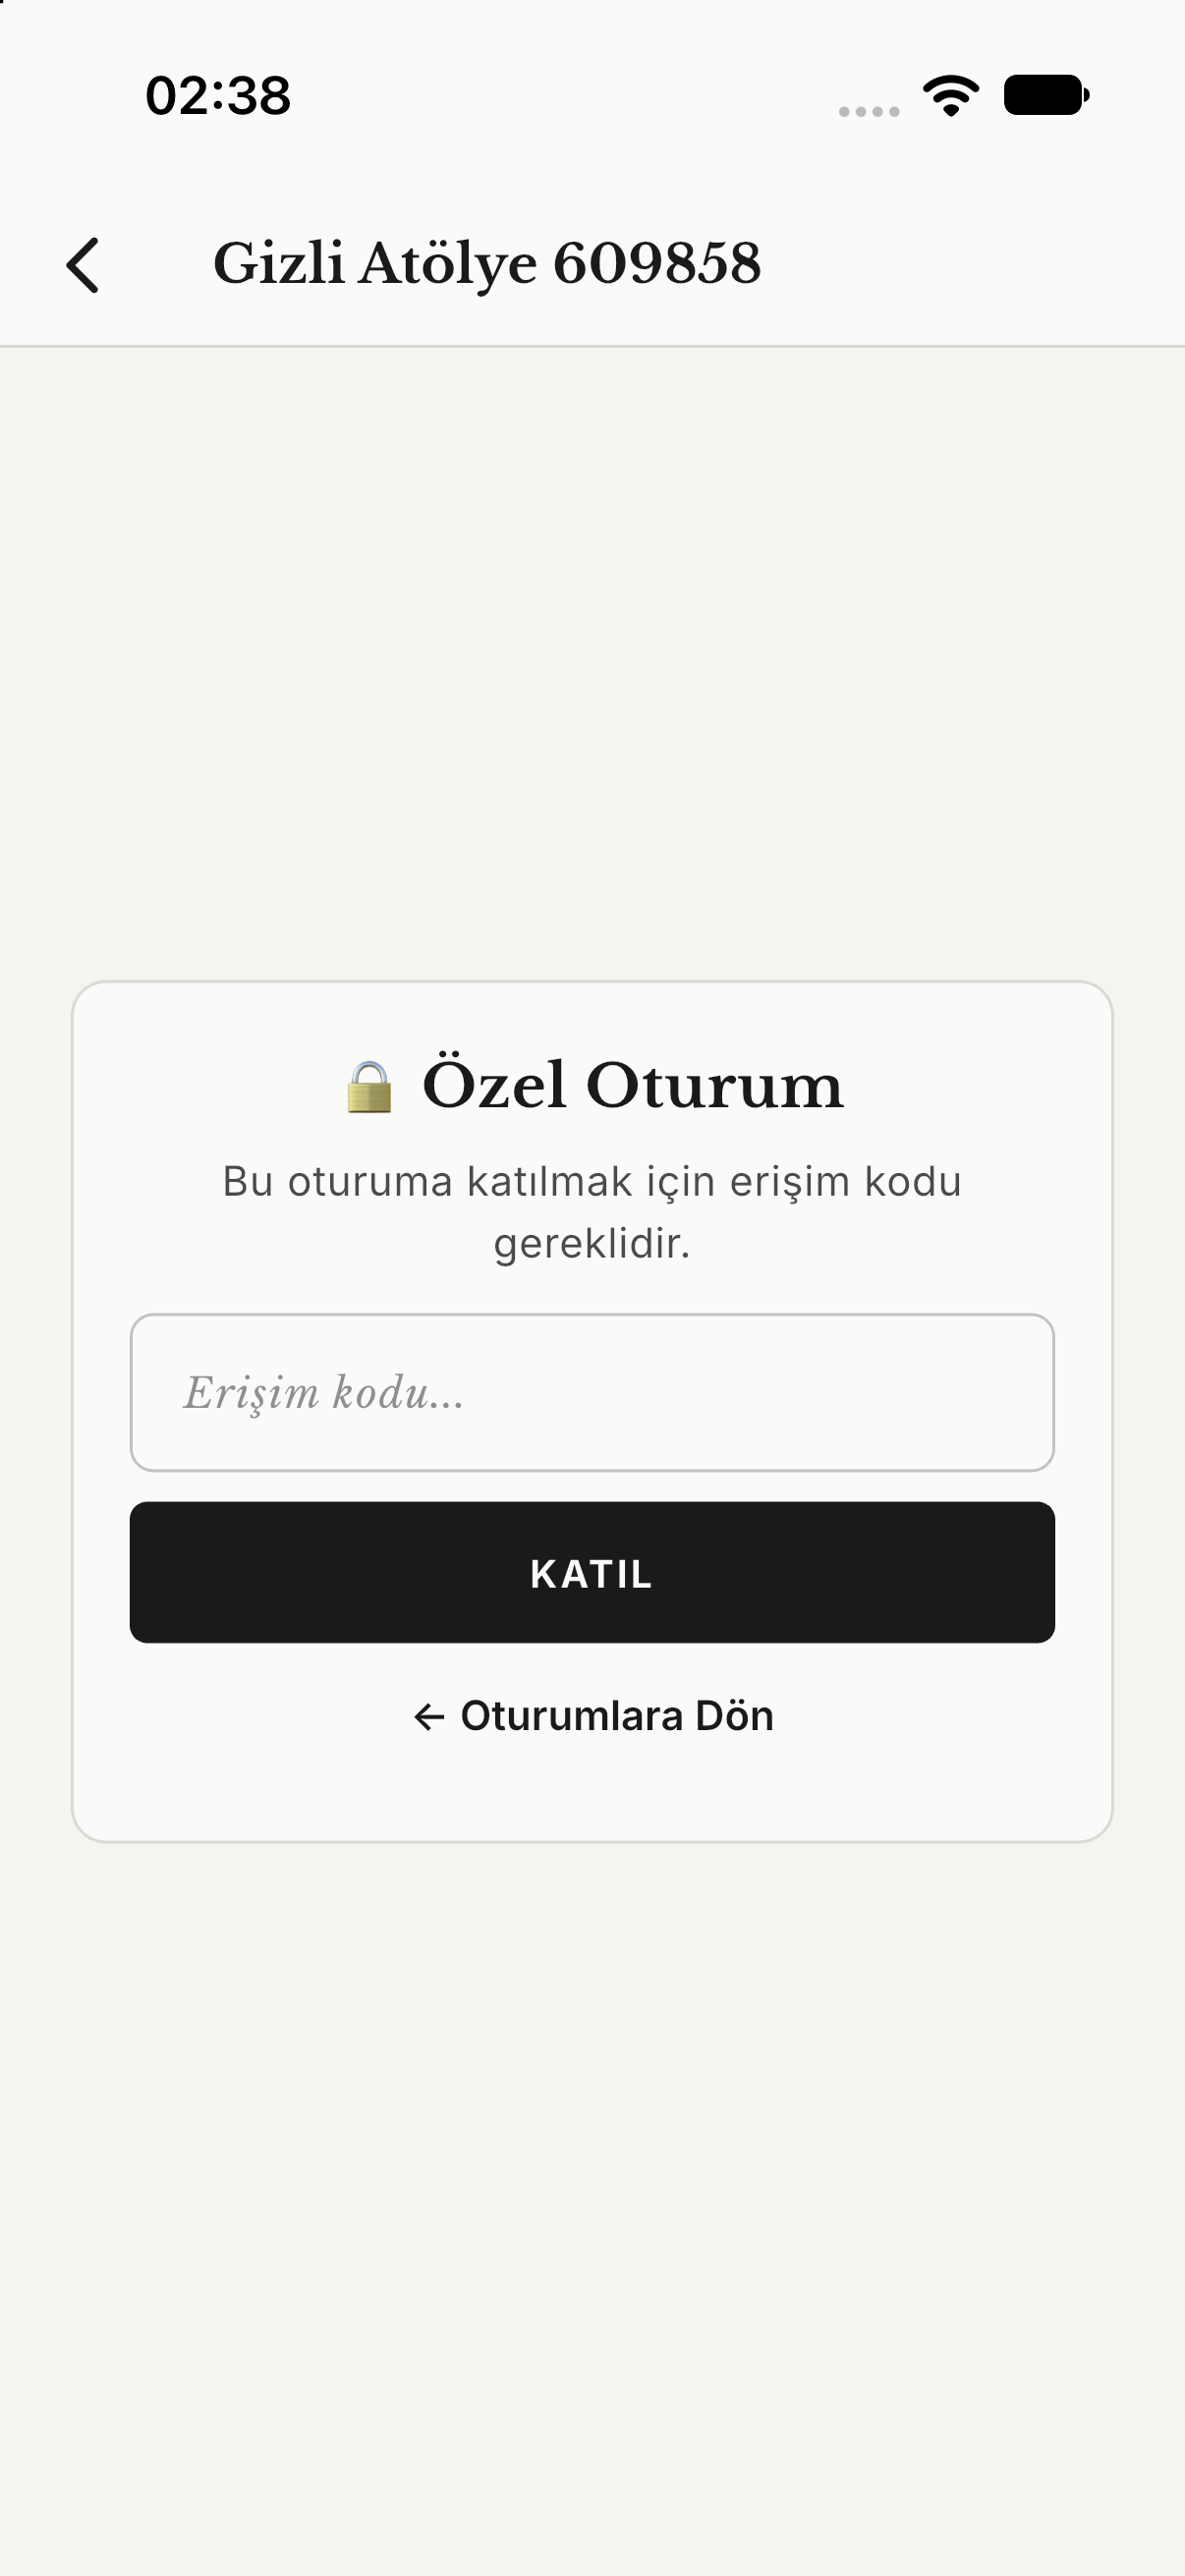 02:38
Gizli Atölye 609858
🔒 Özel Oturum
Bu oturuma katılmak için erişim kodu
gereklidir.
Erişim kodu...
KATIL
← Oturumlara Dön